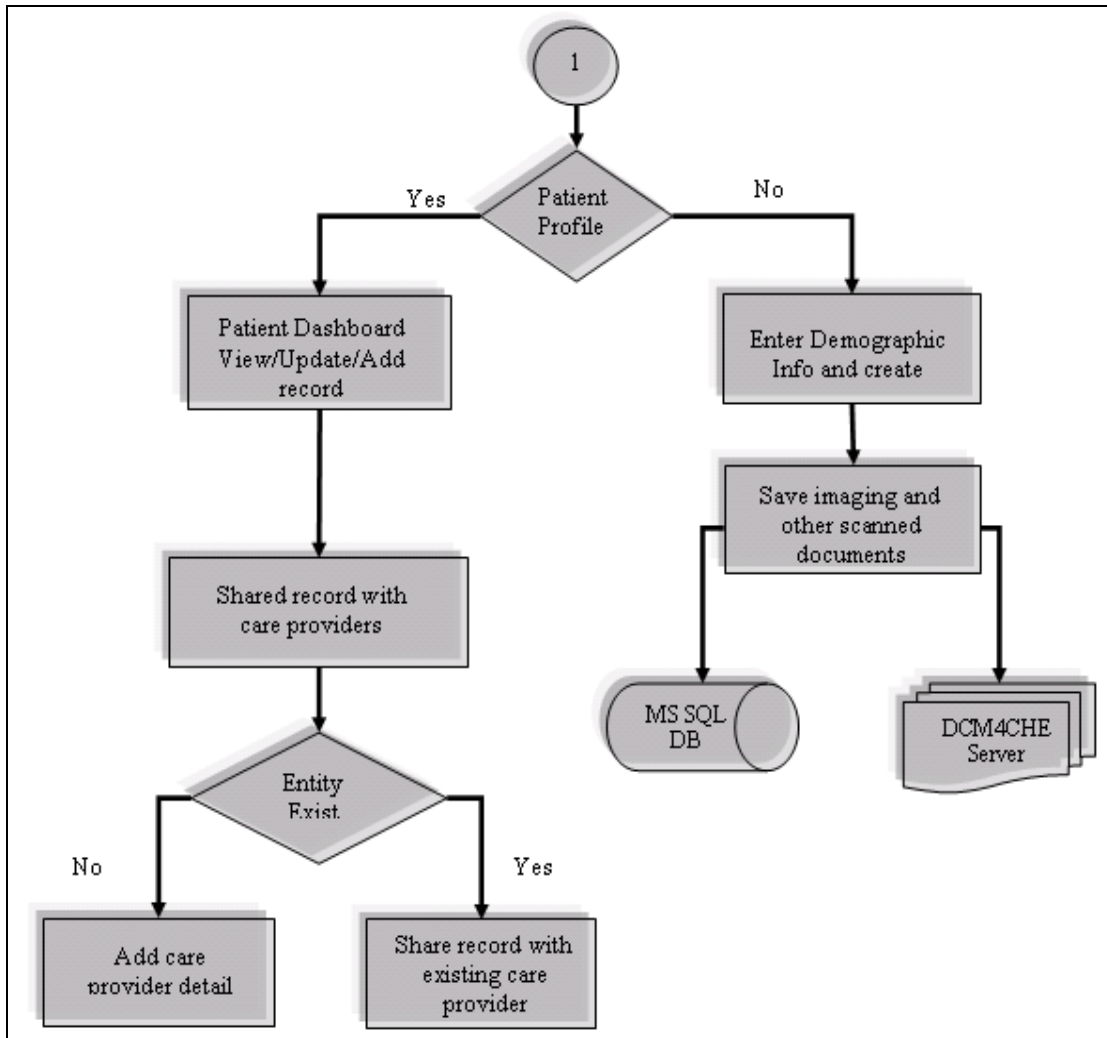 1
Patient
Profile
Yes
No
Patient Dashboard
View/Update/Add
record
Enter Demographic
Info and create
Save imaging and
other scanned
documents
Shared record with
care providers
MS SQL
DB
DCM4CHE
Server
Entity
Exist
No
Yes
Add care
provider detail
Share record with
existing care
provider